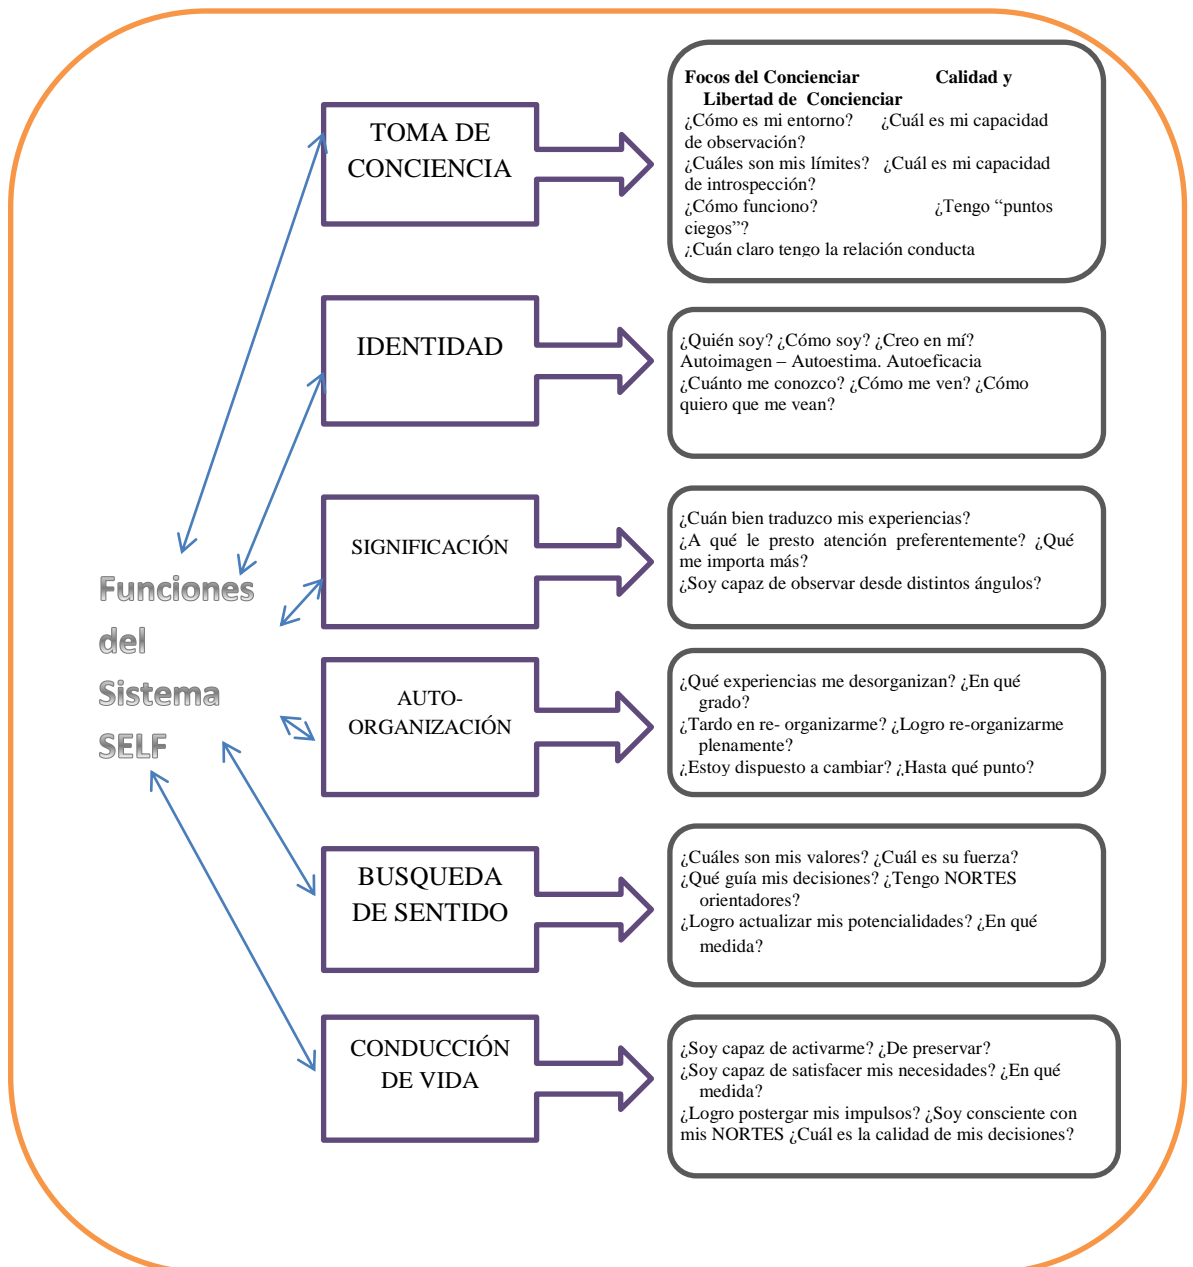 Funciones
del
Sistema
SELF
TOMA DE
CONCIENCIA
Focos del Concienciar Calidad y
Libertad de Concienciar
¿Cómo es mi entorno? ¿Cuál es mi capacidad
de observación?
¿Cuáles son mis límites? ¿Cuál es mi capacidad
de introspección?
¿Cómo funciono? ¿Tengo “puntos
ciegos”?
¿Cuán claro tengo la relación conducta
IDENTIDAD
¿Quién soy? ¿Cómo soy? ¿Creo en mí?
Autoimagen – Autoestima. Autoeficacia
¿Cuánto me conozco? ¿Cómo me ven? ¿Cómo
quiero que me vean?
SIGNIFICACIÓN
¿Cuán bien traduzco mis experiencias?
¿A qué le presto atención preferentemente? ¿Qué
me importa más?
¿Soy capaz de observar desde distintos ángulos?
AUTO-
ORGANIZACIÓN
¿Qué experiencias me desorganizan? ¿En qué
grado?
¿Tardo en re- organizarme? ¿Logro re-organizarme
plenamente?
¿Estoy dispuesto a cambiar? ¿Hasta qué punto?
BUSQUEDA
DE SENTIDO
¿Cuáles son mis valores? ¿Cuál es su fuerza?
¿Qué guía mis decisiones? ¿Tengo NORTES
orientadores?
¿Logro actualizar mis potencialidades? ¿En qué
medida?
CONDUCCIÓN
DE VIDA
¿Soy capaz de activarme? ¿De preservar?
¿Soy capaz de satisfacer mis necesidades? ¿En qué
medida?
¿Logro postergar mis impulsos? ¿Soy consciente con
mis NORTES ¿Cuál es la calidad de mis decisiones?